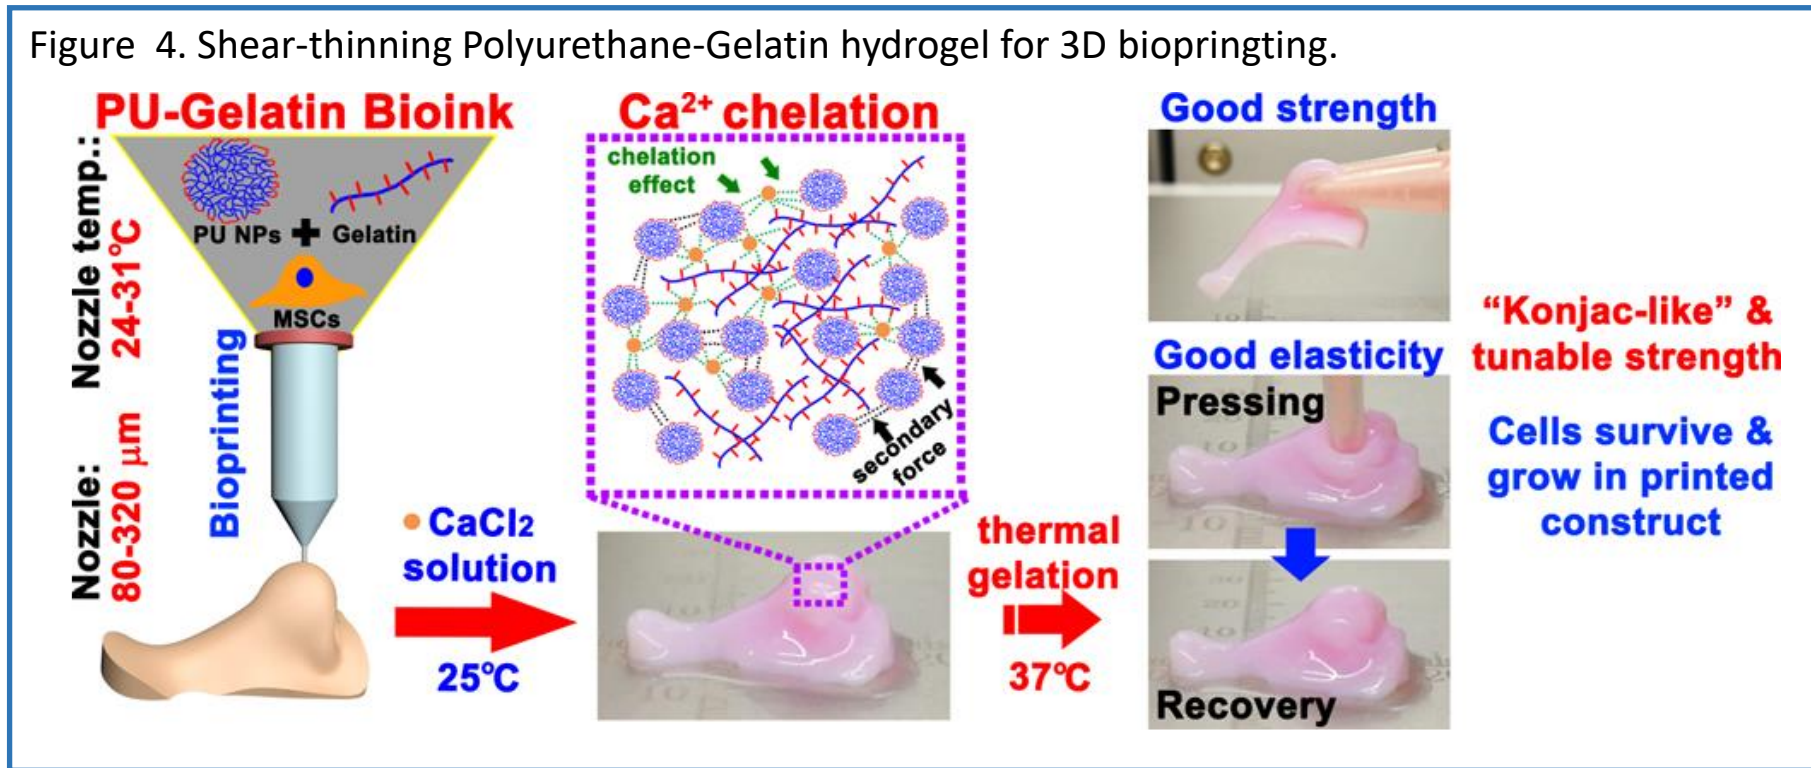 Figure  4. Shear-thinning Polyurethane-Gelatin hydrogel for 3D biopringting.
PU-Gelatin Bioink
Nozzle temp.:
24-31°C
PU NPs + Gelatin
MSCs
Bioprinting
Nozzle:
80-320 μm
CaCl2
solution
25°C
Ca2+ chelation
chelation
effect
secondary
force
thermal
gelation
37°C
Good strength
Good elasticity
Pressing
Recovery
“Konjac-like” &
tunable strength
Cells survive &
grow in printed
construct